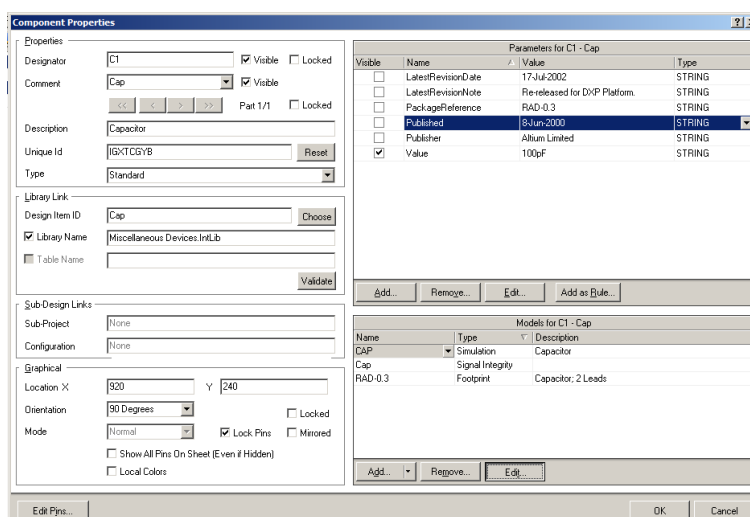 Component Properties
Properties
Designator C1 Visible Locked
Comment Cap Visible
<< < > >> Part 1/1 Locked
Description Capacitor
Unique Id IGXTCGYB Reset
Type Standard
Library Link
Design Item ID Cap Choose
Library Name Miscellaneous Devices.IntLib
Table Name
Validate
Sub-Design Links
Sub-Project None
Configuration None
Graphical
Location X 920 Y 240
Orientation 90 Degrees Locked
Mode Normal Lock Pins Mirrored
Show All Pins On Sheet (Even if Hidden)
Local Colors
Parameters for C1 - Cap
Visible Name Value Type
LatestRevisionDate 17-Jul-2002 STRING
LatestRevisionNote Re-released for DXP Platform. STRING
PackageReference RAD-0.3 STRING
Published 8-Jun-2000 STRING
Publisher Altium Limited STRING
Value 100pF STRING
Add... Remove... Edit... Add as Rule...
Models for C1 - Cap
Name Type Description
CAP Simulation Capacitor
Cap Signal Integrity
RAD-0.3 Footprint Capacitor; 2 Leads
Add... Remove... Edit...
Edit Pins... OK Cancel